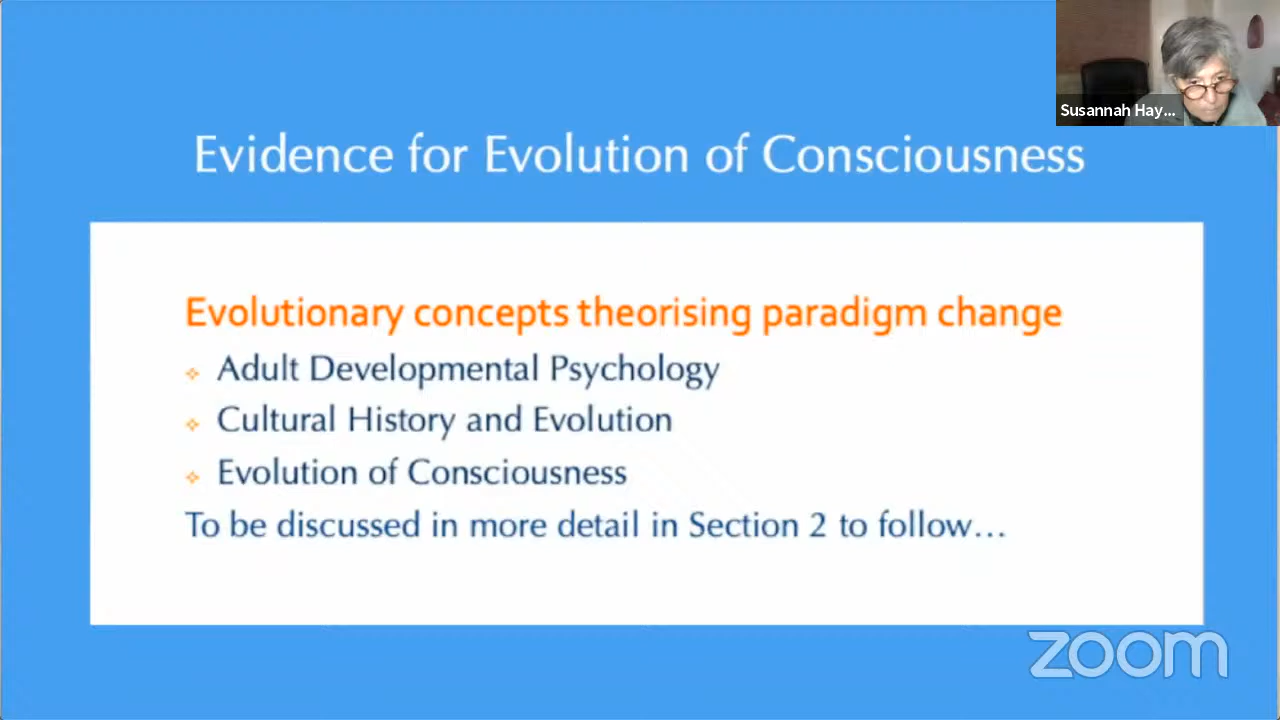 Susannah Hay...
Evidence for Evolution of Consciousness
Evolutionary concepts theorising paradigm change
Adult Developmental Psychology
Cultural History and Evolution
Evolution of Consciousness
To be discussed in more detail in Section 2 to follow...
zoom